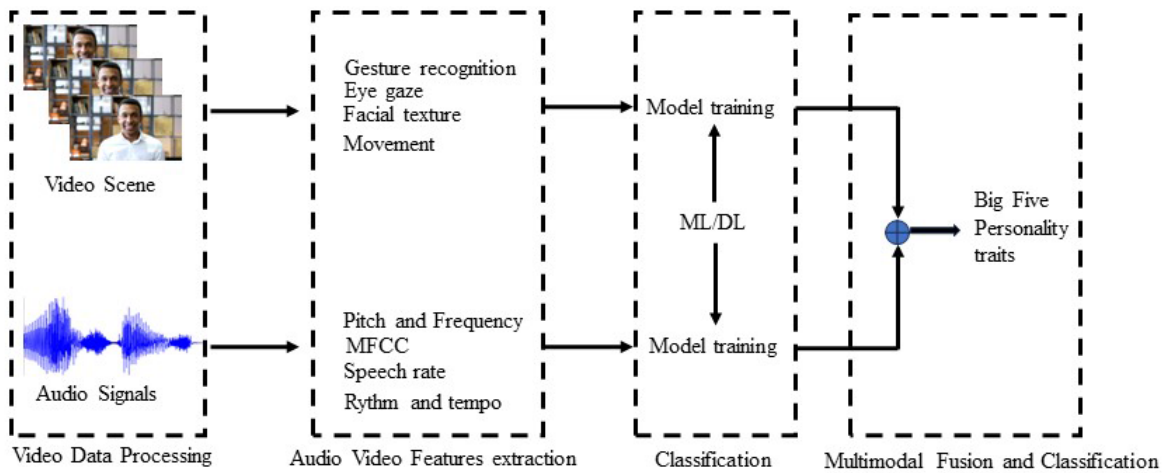 Video Scene
Audio Signals
Video Data Processing
Gesture recognition
Eye gaze
Facial texture
Movement
Pitch and Frequency
MFCC
Speech rate
Rythm and tempo
Audio Video Features extraction
Model training
ML/DL
Model training
Classification
Big Five
Personality
traits
Multimodal Fusion and Classification